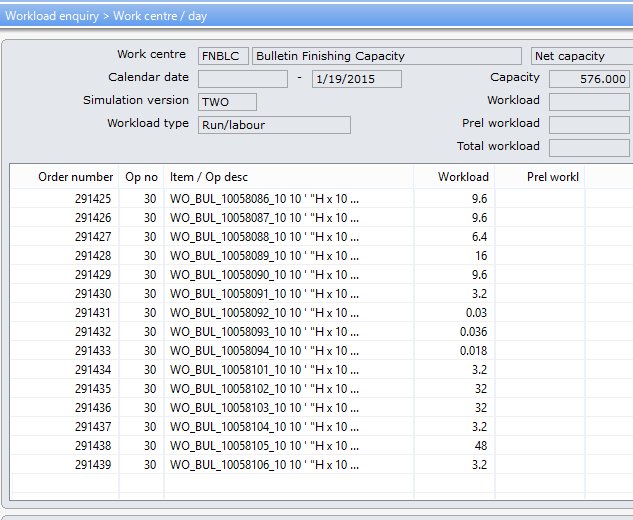 Workload enquiry > Work centre / day
Work centre FNBLC Bulletin Finishing Capacity Net capacity
Calendar date - 1/19/2015 Capacity 576.000
Simulation version TWO Workload
Workload type Run/labour Prel workload
Total workload
Order number Op no Item / Op desc Workload Prel workl
291425 30 WO_BUL_10058086_10 10 ' "H x 10 ... 9.6
291426 30 WO_BUL_10058087_10 10 ' "H x 10 ... 9.6
291427 30 WO_BUL_10058088_10 10 ' "H x 10 ... 6.4
291428 30 WO_BUL_10058089_10 10 ' "H x 10 ... 16
291429 30 WO_BUL_10058090_10 10 ' "H x 10 ... 9.6
291430 30 WO_BUL_10058091_10 10 ' "H x 10 ... 3.2
291431 30 WO_BUL_10058092_10 10 ' "H x 10 ... 0.03
291432 30 WO_BUL_10058093_10 10 ' "H x 10 ... 0.036
291433 30 WO_BUL_10058094_10 10 ' "H x 10 ... 0.018
291434 30 WO_BUL_10058101_10 10 ' "H x 10 ... 3.2
291435 30 WO_BUL_10058102_10 10 ' "H x 10 ... 32
291436 30 WO_BUL_10058103_10 10 ' "H x 10 ... 32
291437 30 WO_BUL_10058104_10 10 ' "H x 10 ... 3.2
291438 30 WO_BUL_10058105_10 10 ' "H x 10 ... 48
291439 30 WO_BUL_10058106_10 10 ' "H x 10 ... 3.2